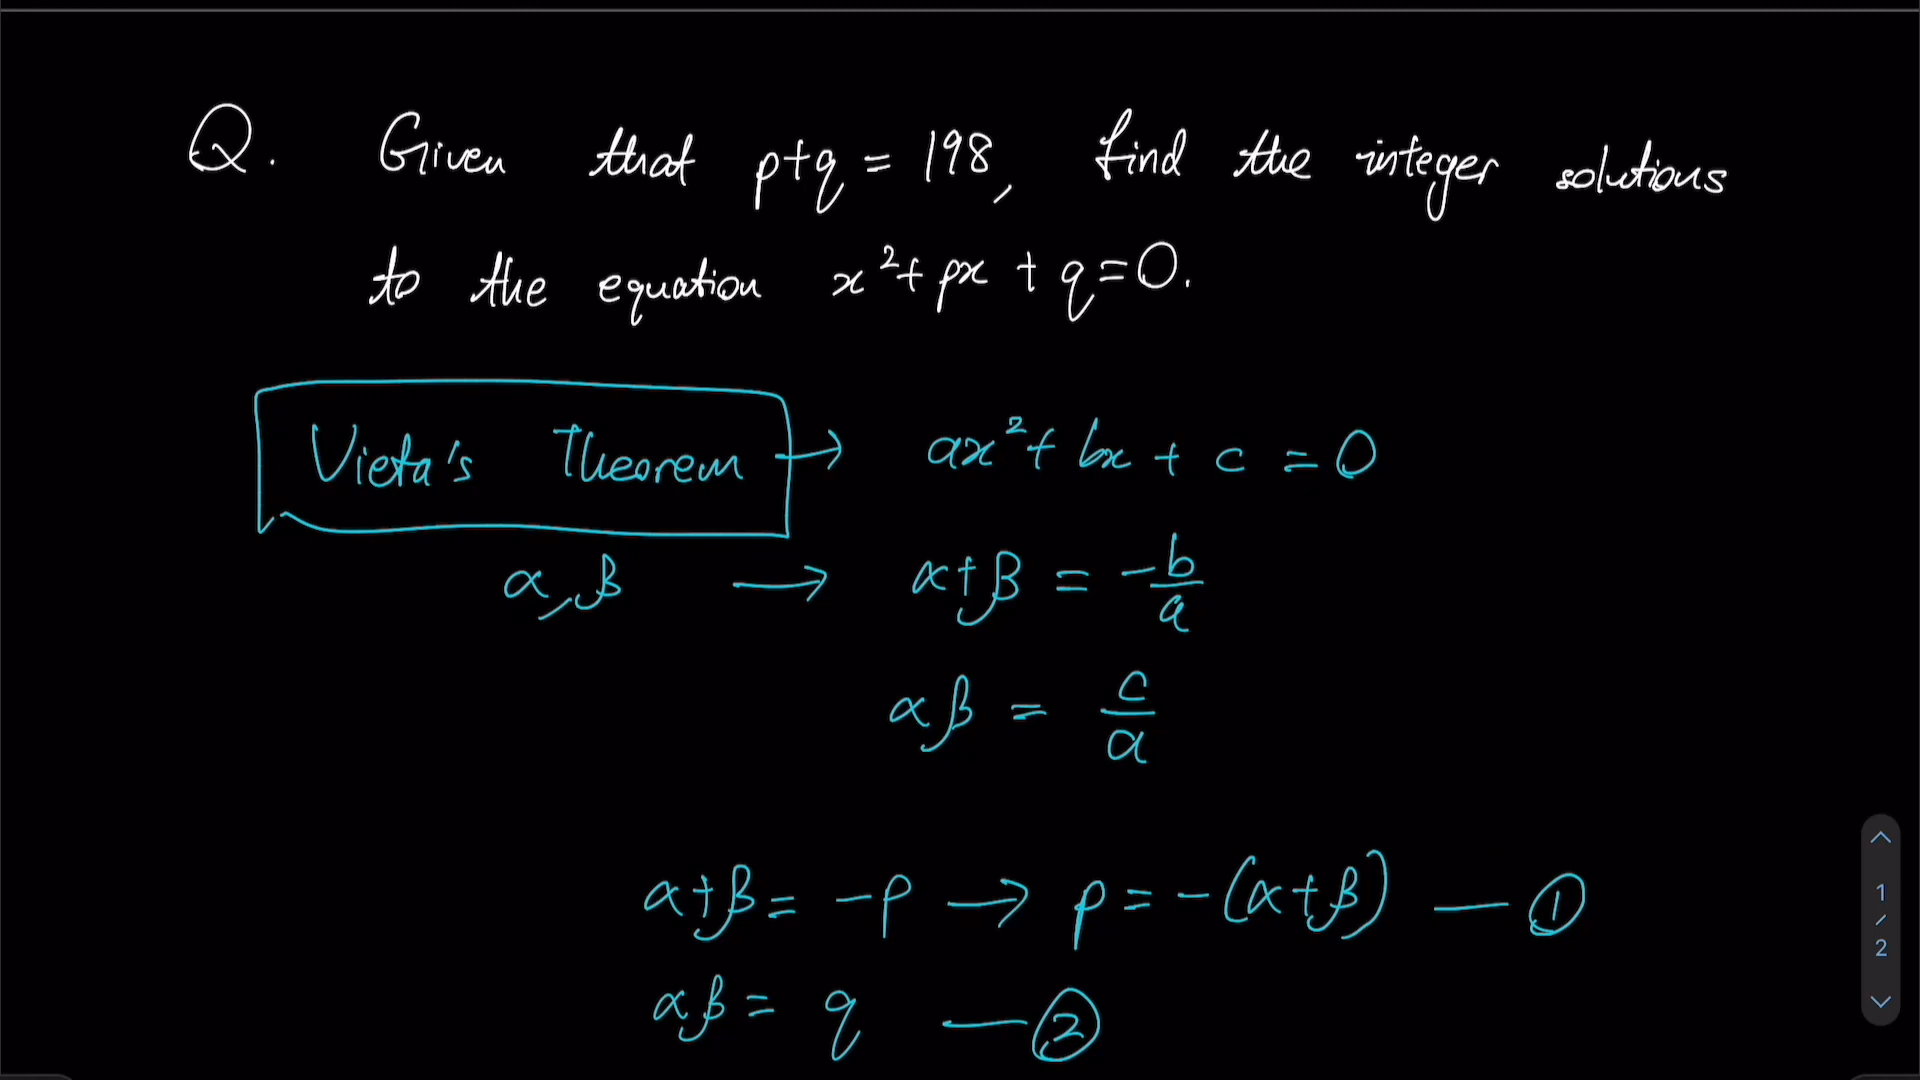 Q. Given that p+q = 198, find the integer solutions
to the equation x²+ px + q=0.
Vieta's Theorem → ax²+ bx + c = 0
α, β → α+β = -b/a
αβ = c/a
α+β = -p → p = -(α+β) — ①
αβ = q — ②
1
/
2